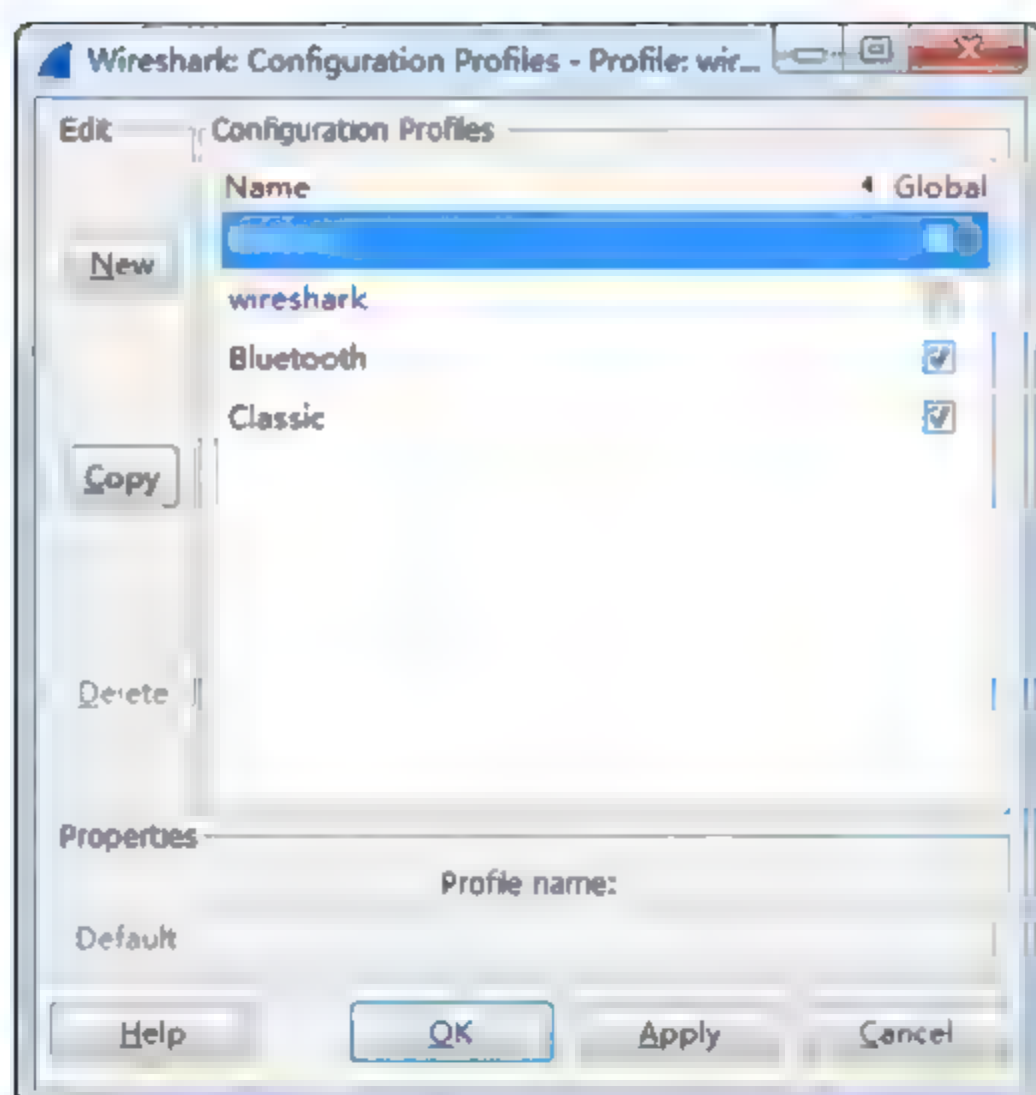 Wireshark: Configuration Profiles - Profile: wir...
Edit
Configuration Profiles
Name
Global
New
wireshark
Bluetooth
Classic
Copy
Delete
Properties
Profile name:
Default
Help
OK
Apply
Cancel